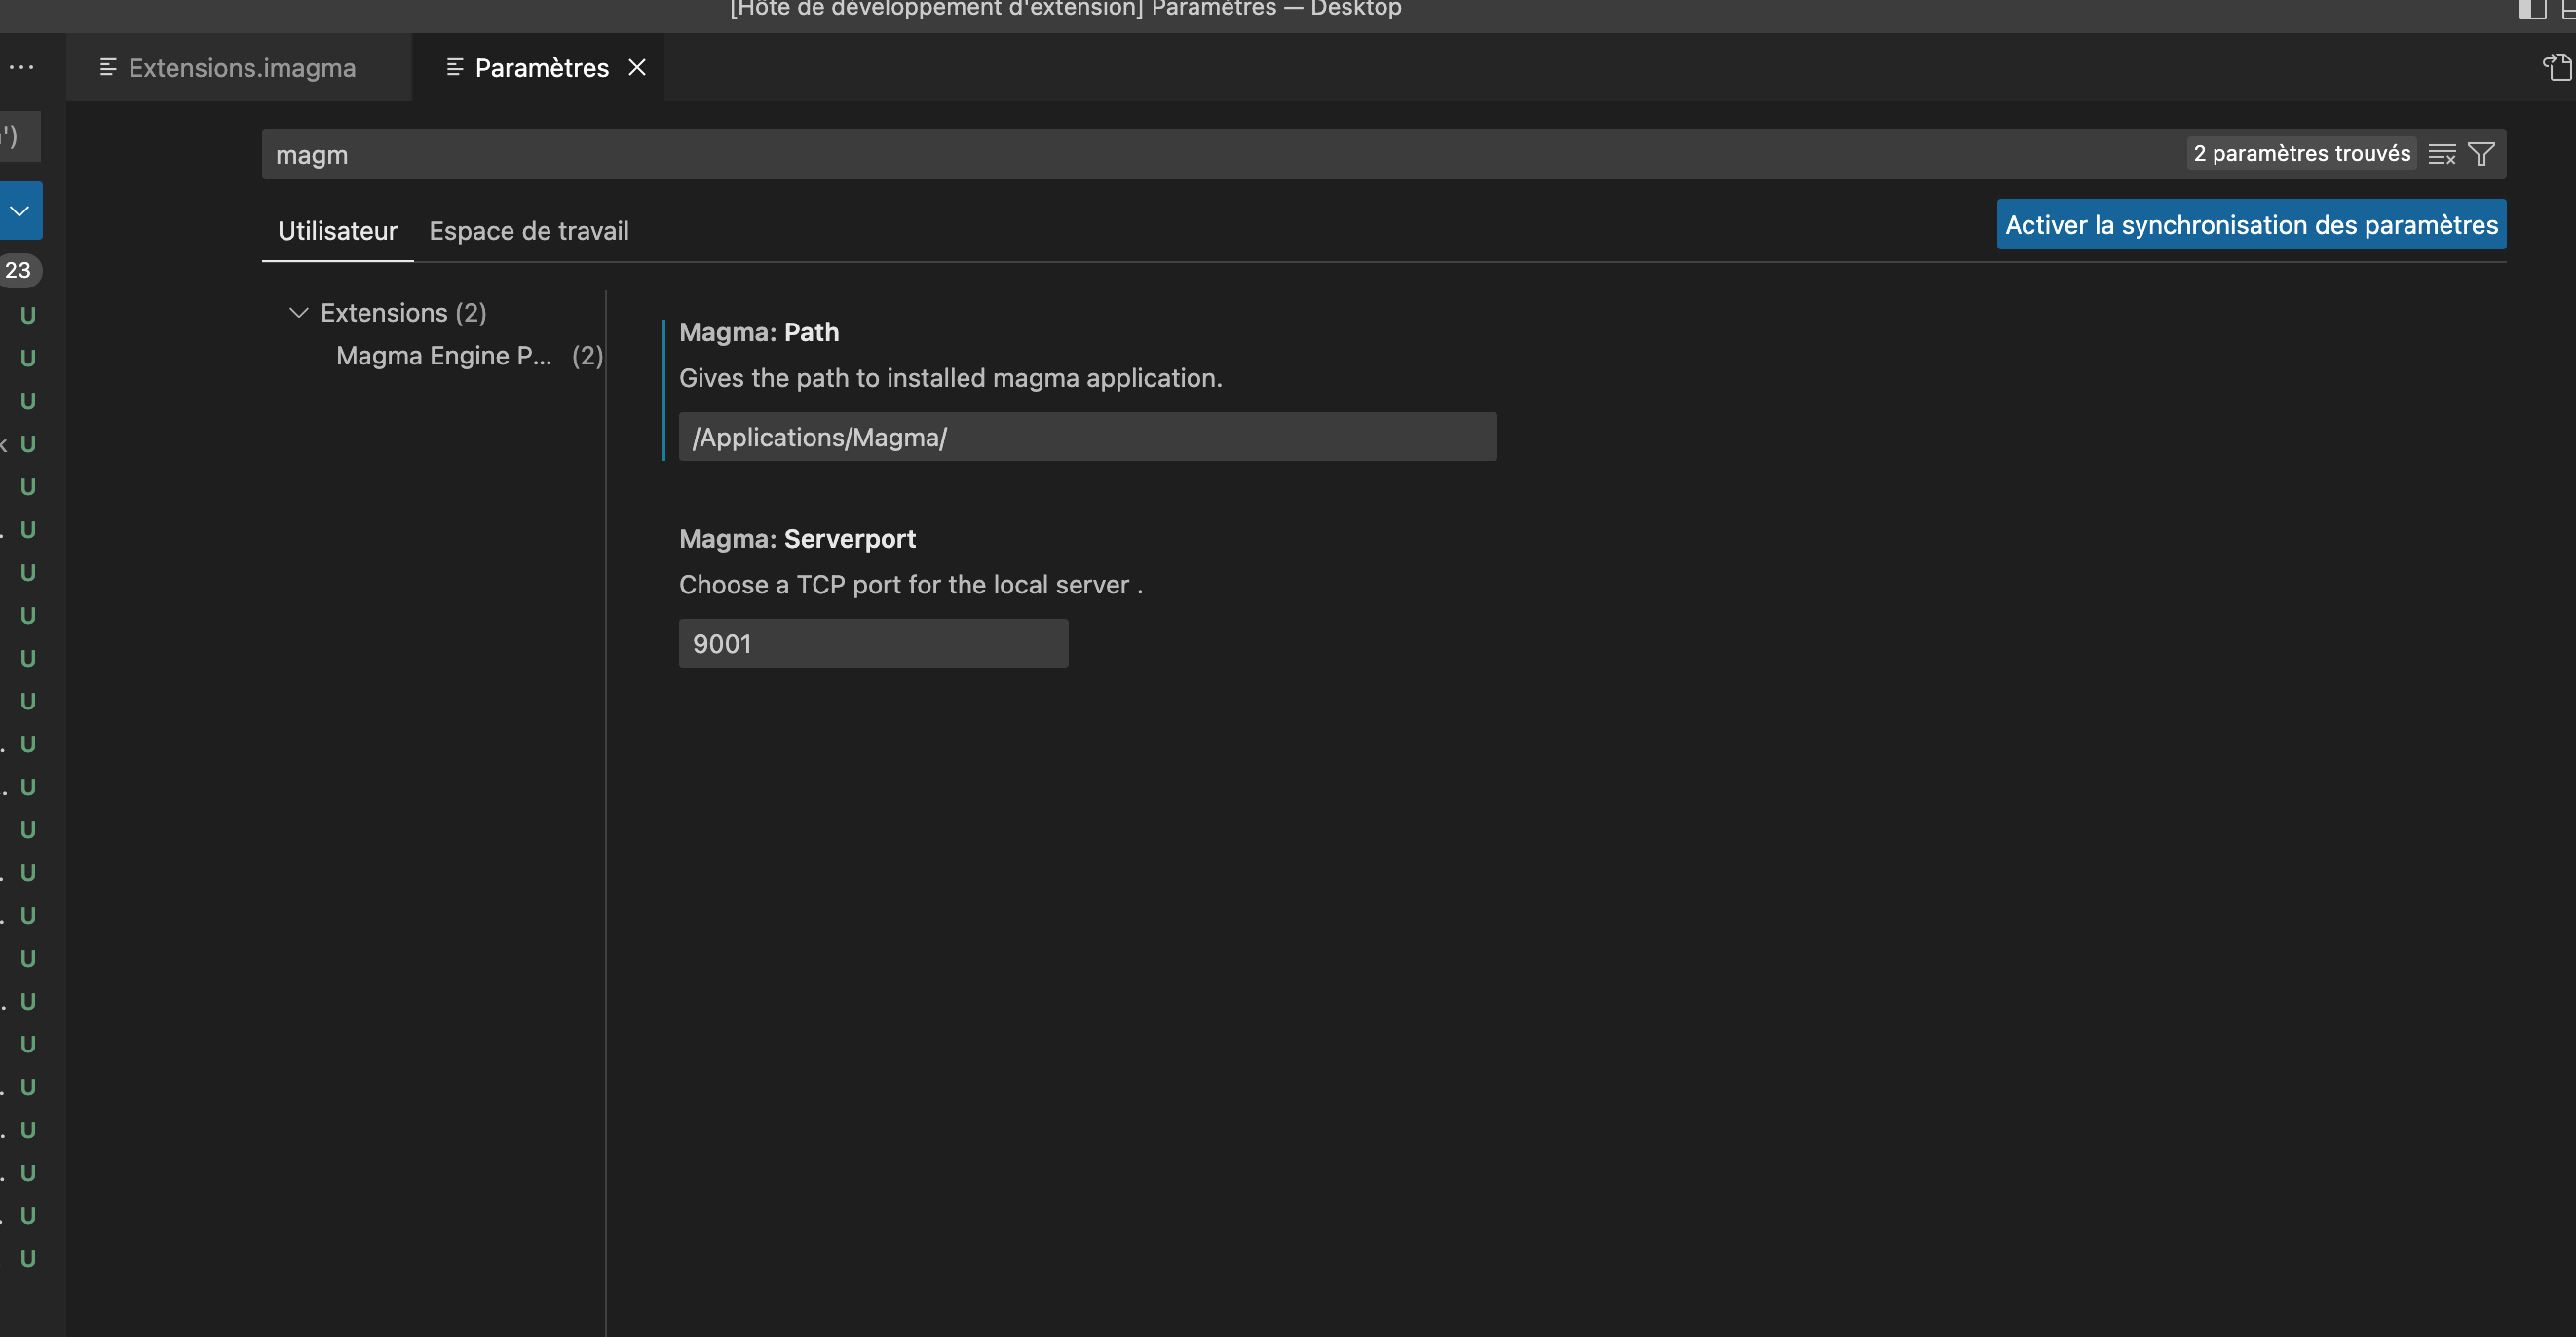 [Hôte de développement d'extension] Paramètres — Desktop
Extensions.imagma
Paramètres
')
magm
2 paramètres trouvés
Utilisateur
Espace de travail
Activer la synchronisation des paramètres
23
Extensions (2)
Magma Engine P... (2)
Magma: Path
Gives the path to installed magma application.
/Applications/Magma/
Magma: Serverport
Choose a TCP port for the local server .
9001
U
U
U
k U
U
. U
U
U
U
U
. U
. U
U
. U
. U
U
. U
U
. U
. U
. U
. U
U